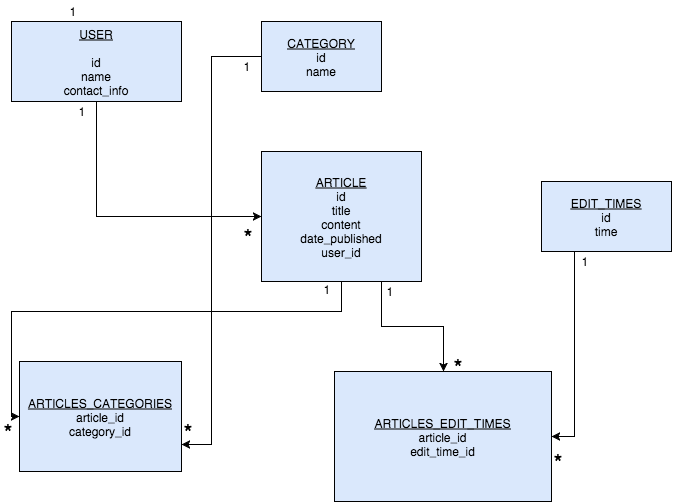 1
USER
id
name
contact_info
1
CATEGORY
id
name
1
ARTICLE
id
title
content
date_published
user_id
*
1
1
EDIT_TIMES
id
time
1
ARTICLES_CATEGORIES
article_id
category_id
*
*
ARTICLES_EDIT_TIMES
article_id
edit_time_id
*
*